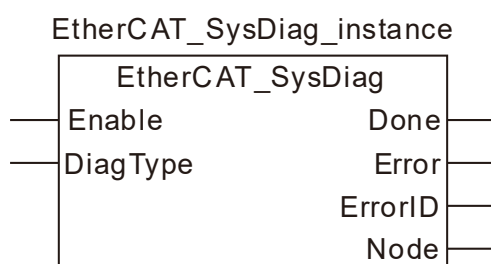 EtherCAT_SysDiag_instance
EtherCAT_SysDiag
Enable Done
DiagType Error
ErrorID
Node